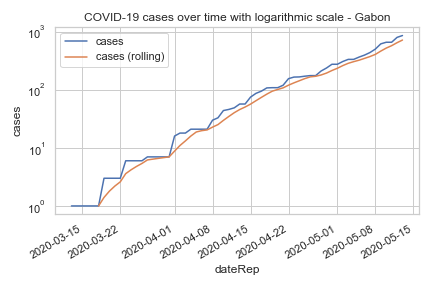 COVID-19 cases over time with logarithmic scale - Gabon
cases
cases (rolling)
10³
10²
10¹
10⁰
cases
2020-03-15
2020-03-22
2020-04-01
2020-04-08
2020-04-15
2020-04-22
2020-05-01
2020-05-08
2020-05-15
dateRep